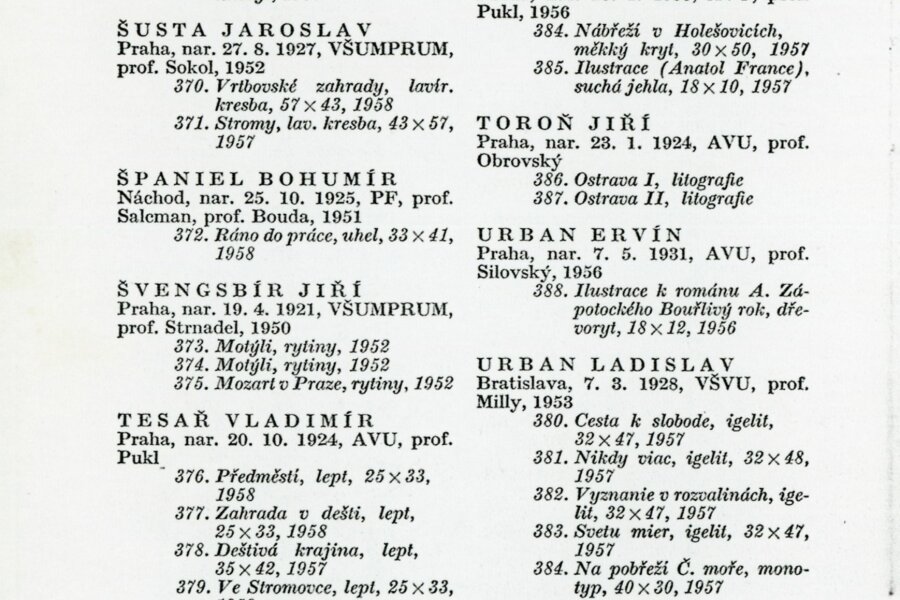 ŠUSTA JAROSLAV
Praha, nar. 27. 8. 1927, VŠUMPRUM,
prof. Sokol, 1952
370. Vrtbovské zahrady, lavír.
kresba, 57×43, 1958
371. Stromy, lav. kresba, 43×57,
1957
ŠPANIEL BOHUMÍR
Náchod, nar. 25. 10. 1925, PF, prof.
Salcman, prof. Bouda, 1951
372. Ráno do práce, uhel, 33×41,
1958
ŠVENGSBÍR JIŘÍ
Praha, nar. 19. 4. 1921, VŠUMPRUM,
prof. Strnadel, 1950
373. Motýli, rytiny, 1952
374. Motýli, rytiny, 1952
375. Mozart v Praze, rytiny, 1952
TESAŘ VLADIMÍR
Praha, nar. 20. 10. 1924, AVU, prof.
Pukl
376. Předměstí, lept, 25×33,
1958
377. Zahrada v dešti, lept,
25×33, 1958
378. Deštivá krajina, lept,
35×42, 1957
379. Ve Stromovce, lept, 25×33,
Pukl, 1956
384. Nábřeží v Holešovicích,
měkký kryt, 30×50, 1957
385. Ilustrace (Anatol France),
suchá jehla, 18×10, 1957
TOROŇ JIŘÍ
Praha, nar. 23. 1. 1924, AVU, prof.
Obrovský
386. Ostrava I, litografie
387. Ostrava II, litografie
URBAN ERVÍN
Praha, nar. 7. 5. 1931, AVU, prof.
Silovský, 1956
388. Ilustrace k románu A. Zá-
potockého Bouřlivý rok, dře-
voryt, 18×12, 1956
URBAN LADISLAV
Bratislava, 7. 3. 1928, VŠVU, prof.
Milly, 1953
380. Cesta k slobode, igelit,
32×47, 1957
381. Nikdy viac, igelit, 32×48,
1957
382. Vyznanie v rozvalinách, ige-
lit, 32×47, 1957
383. Svetu mier, igelit, 32×47,
1957
384. Na pobřeží Č. moře, mono-
typ, 40×30, 1957